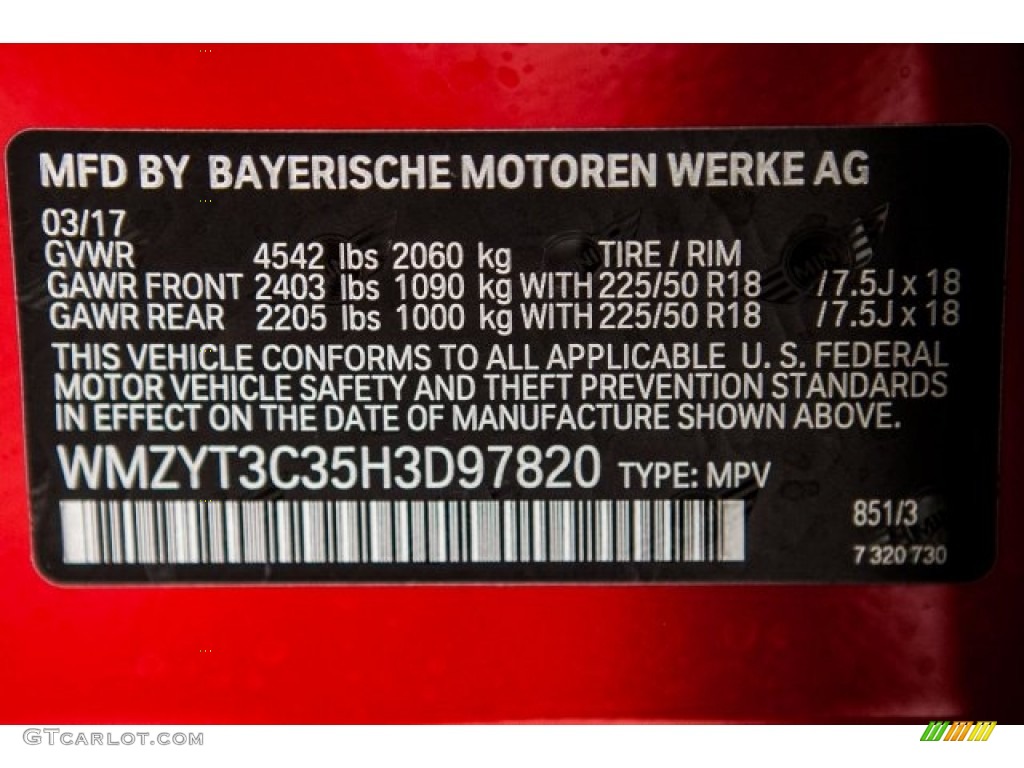 MFD BY BAYERISCHE MOTOREN WERKE AG
03/17
GVWR 4542 lbs 2060 kg TIRE / RIM
GAWR FRONT 2403 lbs 1090 kg WITH 225/50 R18 /7.5J x 18
GAWR REAR 2205 lbs 1000 kg WITH 225/50 R18 /7.5J x 18
THIS VEHICLE CONFORMS TO ALL APPLICABLE U. S. FEDERAL
MOTOR VEHICLE SAFETY AND THEFT PREVENTION STANDARDS
IN EFFECT ON THE DATE OF MANUFACTURE SHOWN ABOVE.
WMZYT3C35H3D97820 TYPE: MPV
851/3
7 320 730
GTCARLOT.COM